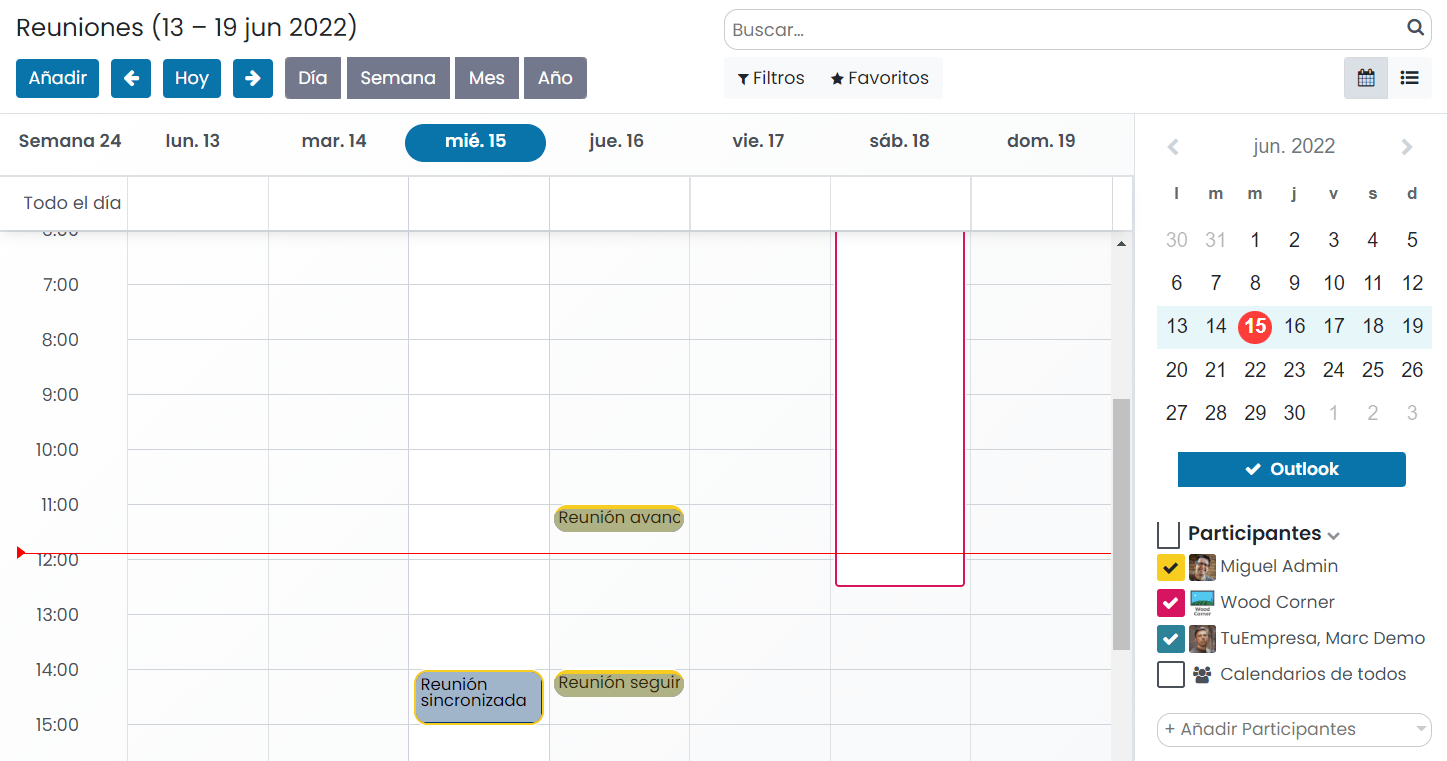 Reuniones (13 – 19 jun 2022)
Buscar...
Añadir Hoy Día Semana Mes Año
Filtros Favoritos
Semana 24 lun. 13 mar. 14 mié. 15 jue. 16 vie. 17 sáb. 18 dom. 19
Todo el día
7:00
8:00
9:00
10:00
11:00
Reunión avanc
12:00
13:00
14:00
Reunión
sincronizada
Reunión seguir
15:00
jun. 2022
l m m j v s d
30 31 1 2 3 4 5
6 7 8 9 10 11 12
13 14 15 16 17 18 19
20 21 22 23 24 25 26
27 28 29 30 1 2 3
Outlook
Participantes
Miguel Admin
Wood Corner
TuEmpresa, Marc Demo
Calendarios de todos
+ Añadir Participantes